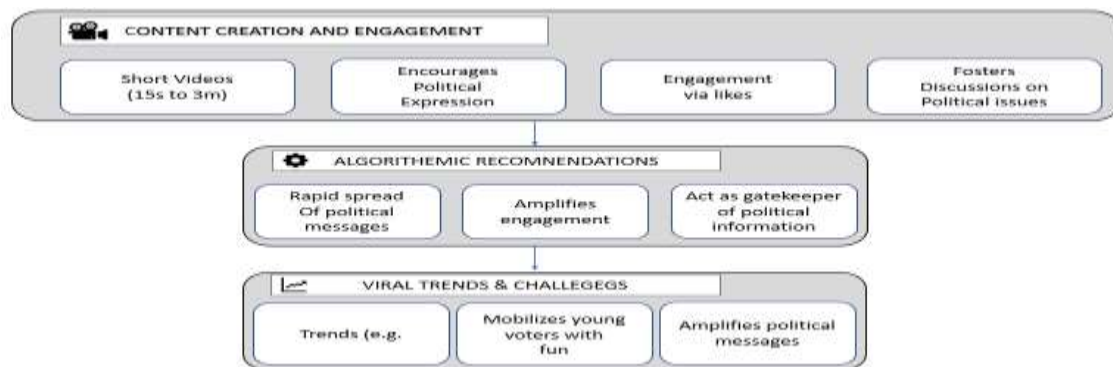 CONTENT CREATION AND ENGAGEMENT
Short Videos
(15s to 3m)
Encourages
Political
Expression
Engagement
via likes
Fosters
Discussions on
Political issues
ALGORITHEMIC RECOMNENDATIONS
Rapid spread
Of political
messages
Amplifies
engagement
Act as gatekeeper
of political
information
VIRAL TRENDS & CHALLEGEGS
Trends (e.g.
Mobilizes young
voters with
fun
Amplifies political
messages